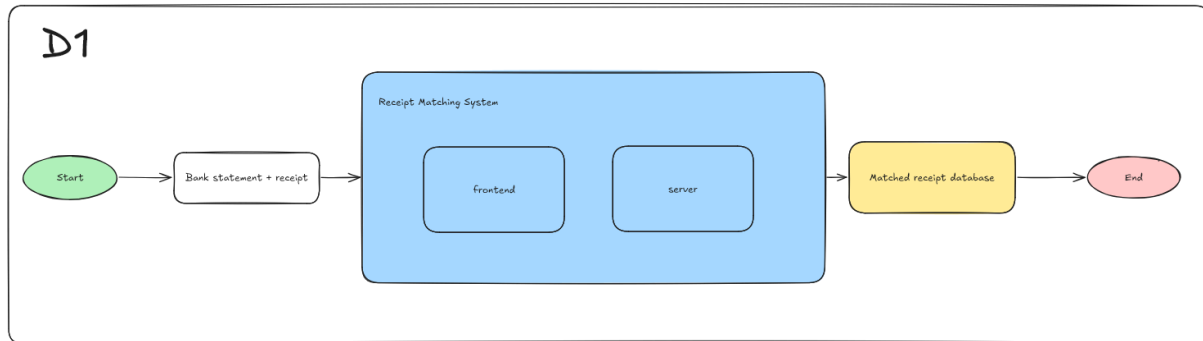 D1
Receipt Matching System
Start
Bank statement + receipt
frontend
server
Matched receipt database
End